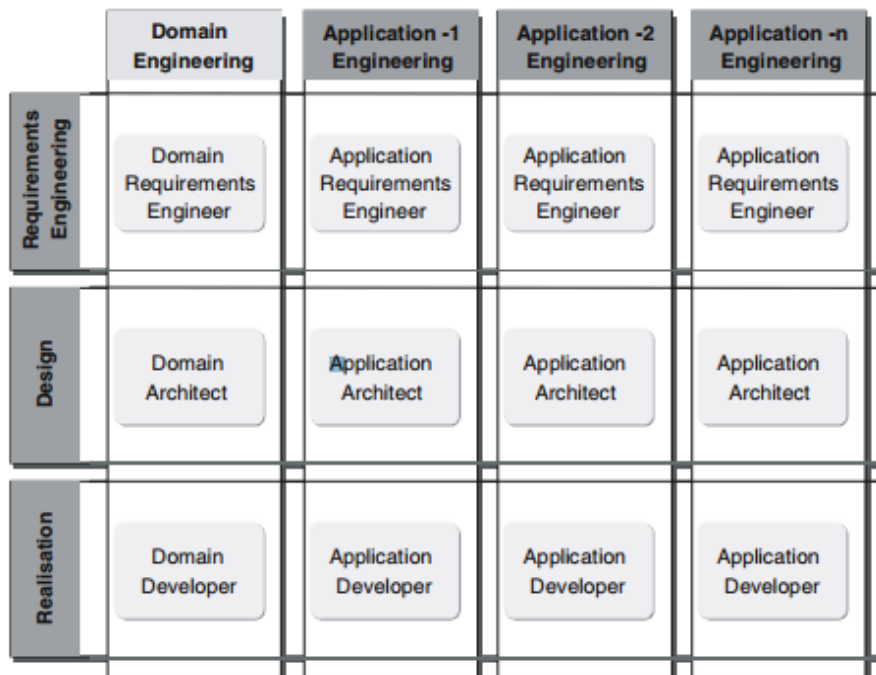 Domain
Engineering
Application -1
Engineering
Application -2
Engineering
Application -n
Engineering
Requirements
Engineering
Domain
Requirements
Engineer
Application
Requirements
Engineer
Application
Requirements
Engineer
Application
Requirements
Engineer
Design
Domain
Architect
Application
Architect
Application
Architect
Application
Architect
Realisation
Domain
Developer
Application
Developer
Application
Developer
Application
Developer